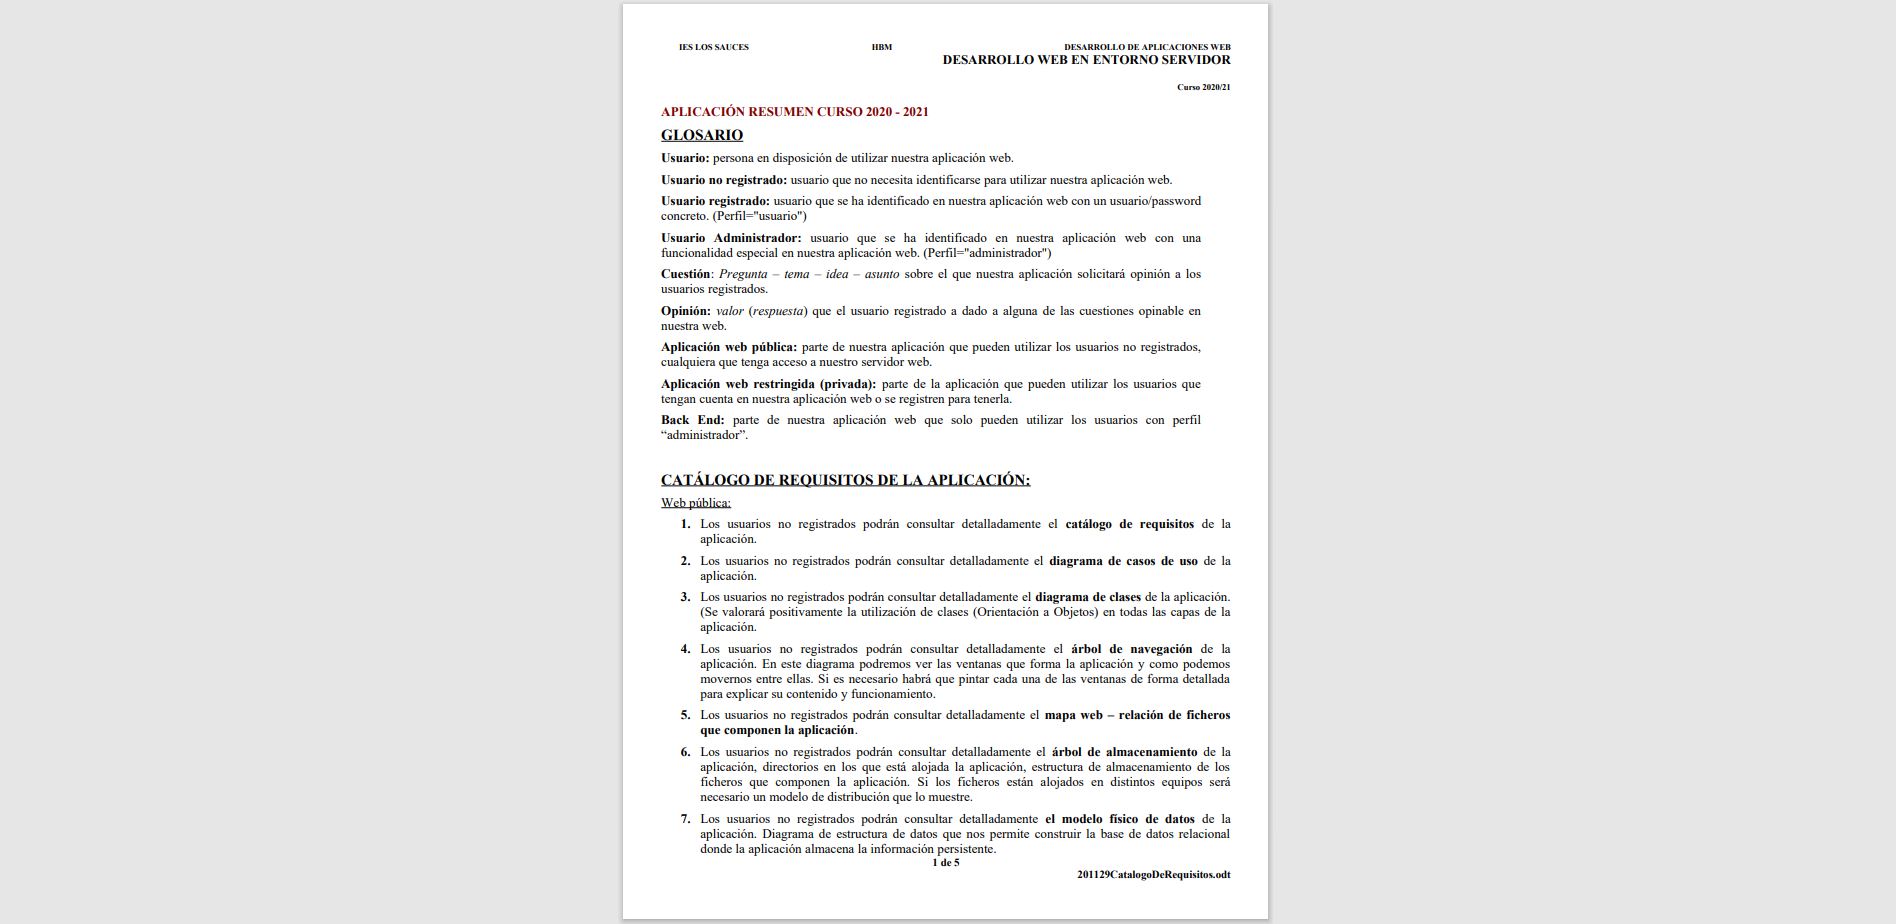 IES LOS SAUCES HBM DESARROLLO DE APLICACIONES WEB
DESARROLLO WEB EN ENTORNO SERVIDOR
Curso 2020/21
APLICACIÓN RESUMEN CURSO 2020 - 2021
GLOSARIO
Usuario: persona en disposición de utilizar nuestra aplicación web.
Usuario no registrado: usuario que no necesita identificarse para utilizar nuestra aplicación web.
Usuario registrado: usuario que se ha identificado en nuestra aplicación web con un usuario/password
concreto. (Perfil="usuario")
Usuario Administrador: usuario que se ha identificado en nuestra aplicación web con una
funcionalidad especial en nuestra aplicación web. (Perfil="administrador")
Cuestión: Pregunta – tema – idea – asunto sobre el que nuestra aplicación solicitará opinión a los
usuarios registrados.
Opinión: valor (respuesta) que el usuario registrado a dado a alguna de las cuestiones opinable en
nuestra web.
Aplicación web pública: parte de nuestra aplicación que pueden utilizar los usuarios no registrados,
cualquiera que tenga acceso a nuestro servidor web.
Aplicación web restringida (privada): parte de la aplicación que pueden utilizar los usuarios que
tengan cuenta en nuestra aplicación web o se registren para tenerla.
Back End: parte de nuestra aplicación web que solo pueden utilizar los usuarios con perfil
“administrador”.
CATÁLOGO DE REQUISITOS DE LA APLICACIÓN:
Web pública:
1. Los usuarios no registrados podrán consultar detalladamente el catálogo de requisitos de la
aplicación.
2. Los usuarios no registrados podrán consultar detalladamente el diagrama de casos de uso de la
aplicación.
3. Los usuarios no registrados podrán consultar detalladamente el diagrama de clases de la aplicación.
(Se valorará positivamente la utilización de clases (Orientación a Objetos) en todas las capas de la
aplicación.
4. Los usuarios no registrados podrán consultar detalladamente el árbol de navegación de la
aplicación. En este diagrama podremos ver las ventanas que forma la aplicación y como podemos
movernos entre ellas. Si es necesario habrá que pintar cada una de las ventanas de forma detallada
para explicar su contenido y funcionamiento.
5. Los usuarios no registrados podrán consultar detalladamente el mapa web – relación de ficheros
que componen la aplicación.
6. Los usuarios no registrados podrán consultar detalladamente el árbol de almacenamiento de la
aplicación, directorios en los que está alojada la aplicación, estructura de almacenamiento de los
ficheros que componen la aplicación. Si los ficheros están alojados en distintos equipos será
necesario un modelo de distribución que lo muestre.
7. Los usuarios no registrados podrán consultar detalladamente el modelo físico de datos de la
aplicación. Diagrama de estructura de datos que nos permite construir la base de datos relacional
donde la aplicación almacena la información persistente.
1 de 5
201129CatalogoDeRequisitos.odt